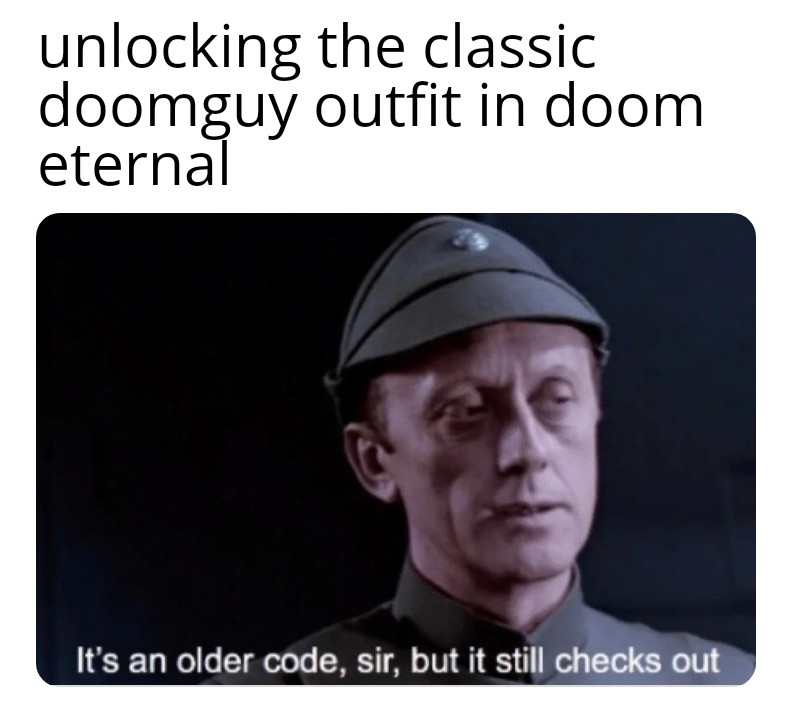 unlocking the classic
doomguy outfit in doom
eternal
It's an older code, sir, but it still checks out